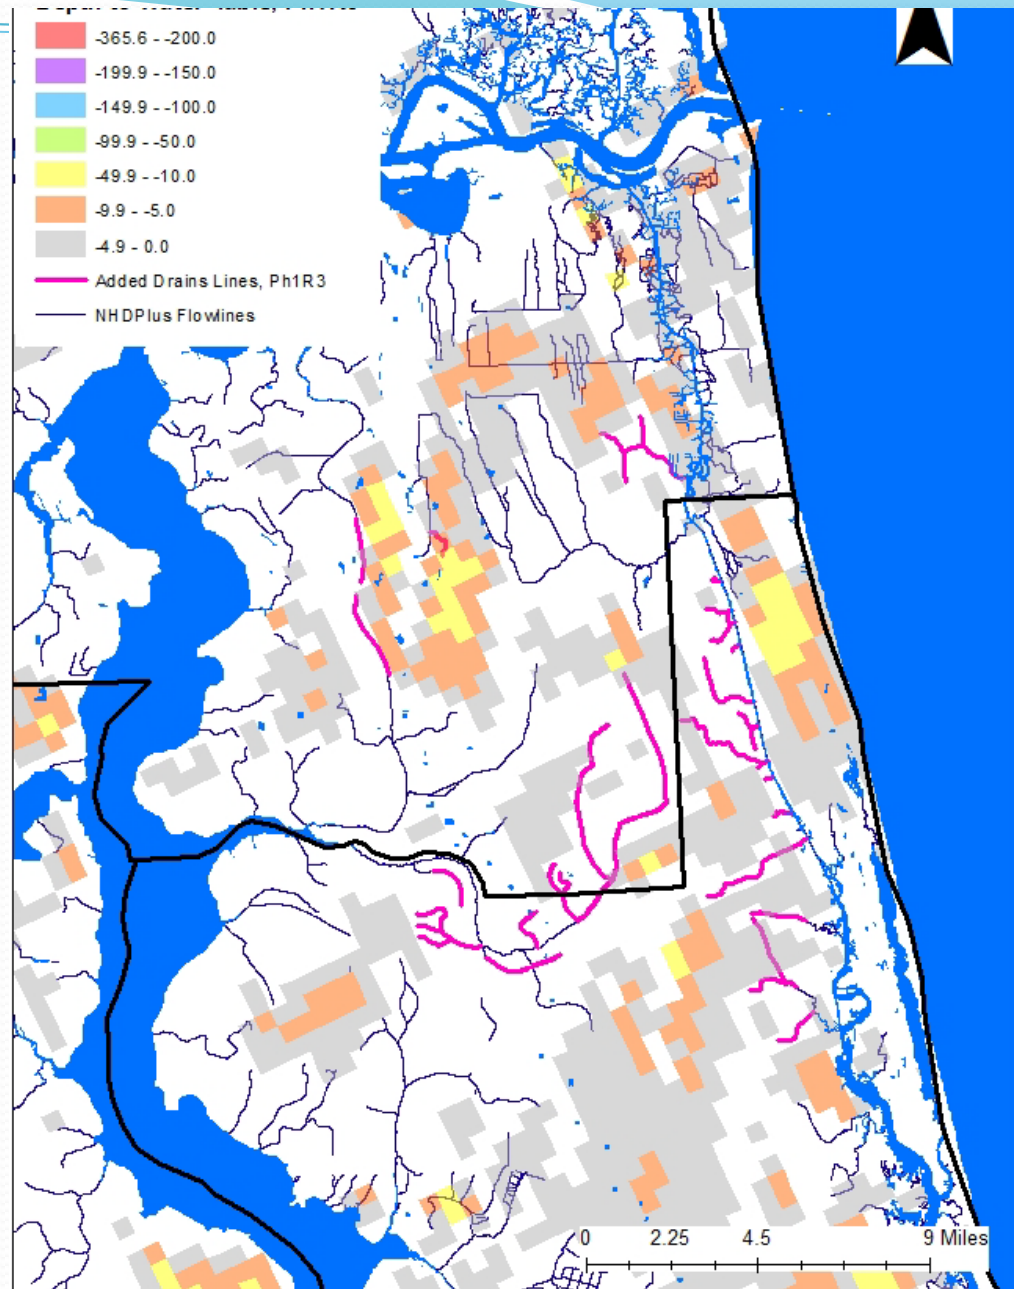 -365.6 - -200.0
-199.9 - -150.0
-149.9 - -100.0
-99.9 - -50.0
-49.9 - -10.0
-9.9 - -5.0
-4.9 - 0.0
Added Drains Lines, Ph1R3
NHDPlus Flowlines
0 2.25 4.5 9 Miles